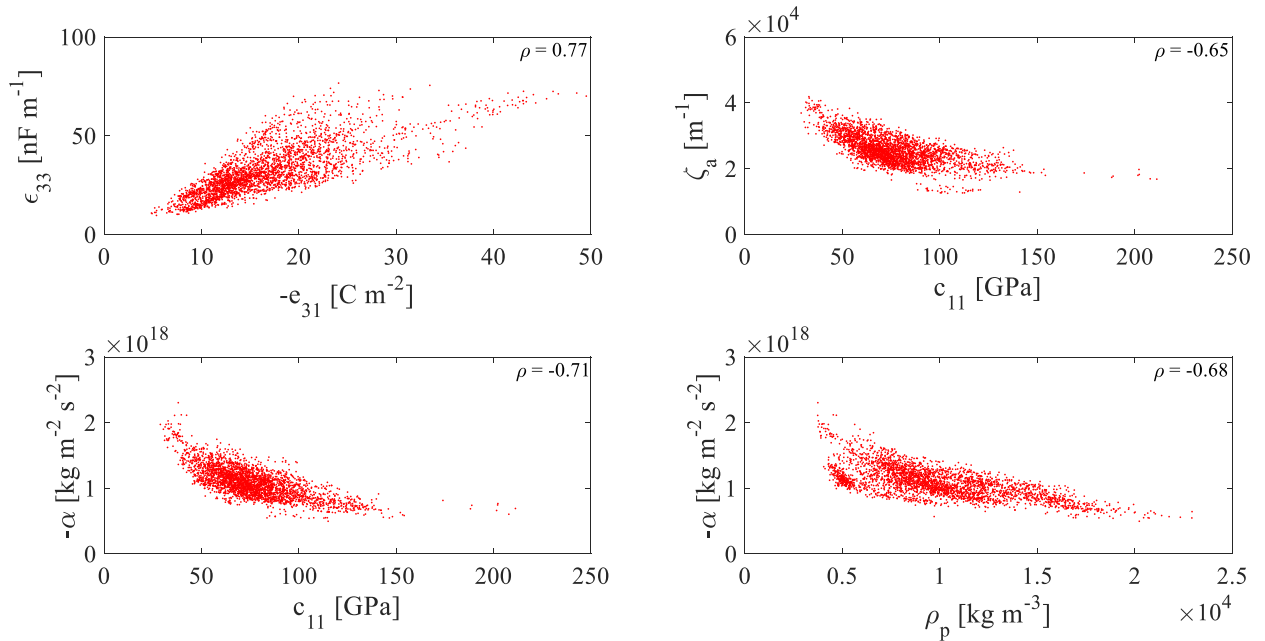 100
50
0
ϵ33 [nF m-1]
ρ = 0.77
0 10 20 30 40 50
-e31 [C m-2]
×10^4
6
4
2
0
ζa [m-1]
ρ = -0.65
0 50 100 150 200 250
c11 [GPa]
×10^18
3
2
1
0
-α [kg m-2 s-2]
ρ = -0.71
0 50 100 150 200 250
c11 [GPa]
×10^18
3
2
1
0
-α [kg m-2 s-2]
ρ = -0.68
0 0.5 1 1.5 2 2.5
ρp [kg m-3]
×10^4